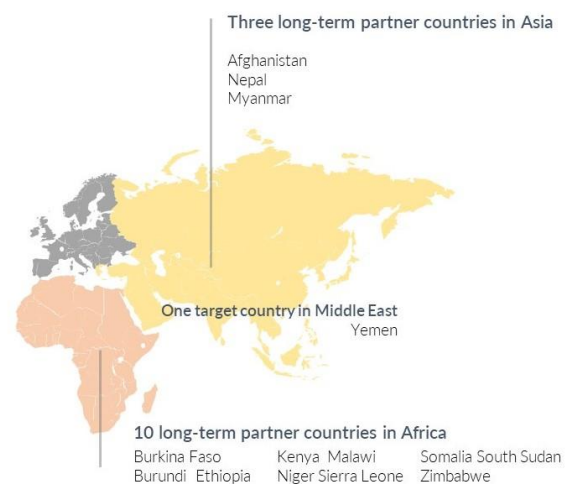 Three long-term partner countries in Asia
Afghanistan
Nepal
Myanmar
One target country in Middle East
Yemen
10 long-term partner countries in Africa
Burkina Faso Kenya Malawi Somalia South Sudan
Burundi Ethiopia Niger Sierra Leone Zimbabwe